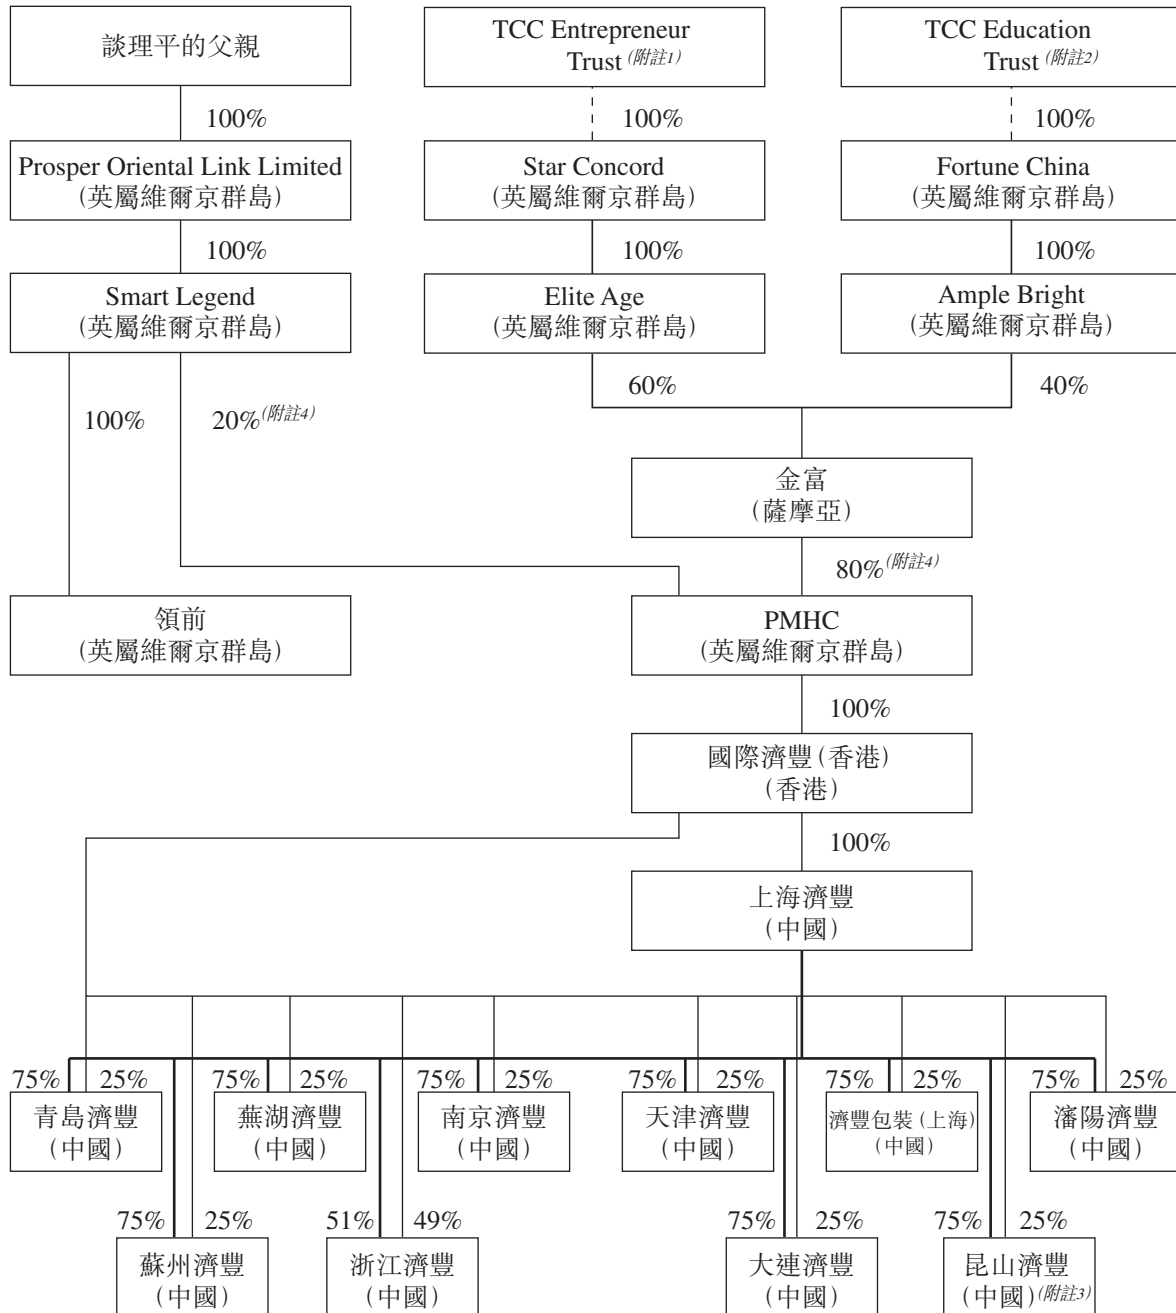 談理平的父親
TCC Entrepreneur
Trust (附註1)
TCC Education
Trust (附註2)
100%
100%
100%
Prosper Oriental Link Limited
(英屬維爾京群島)
Star Concord
(英屬維爾京群島)
Fortune China
(英屬維爾京群島)
100%
100%
100%
Smart Legend
(英屬維爾京群島)
Elite Age
(英屬維爾京群島)
Ample Bright
(英屬維爾京群島)
60%
40%
100%
20%(附註4)
金富
(薩摩亞)
80%(附註4)
領前
(英屬維爾京群島)
PMHC
(英屬維爾京群島)
100%
國際濟豐(香港)
(香港)
100%
上海濟豐
(中國)
75%
25%
75%
25%
75%
25%
75%
25%
75%
25%
75%
25%
青島濟豐
(中國)
蕪湖濟豐
(中國)
南京濟豐
(中國)
天津濟豐
(中國)
濟豐包裝(上海)
(中國)
瀋陽濟豐
(中國)
75%
25%
51%
49%
75%
25%
75%
25%
蘇州濟豐
(中國)
浙江濟豐
(中國)
大連濟豐
(中國)
昆山濟豐
(中國)(附註3)